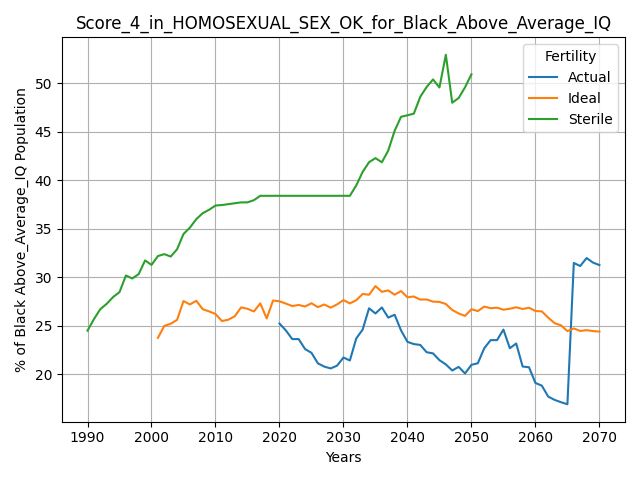 Score_4_in_HOMOSEXUAL_SEX_OK_for_Black_Above_Average_IQ
% of Black Above_Average_IQ Population
50
45
40
35
30
25
20
Fertility
Actual
Ideal
Sterile
1990 2000 2010 2020 2030 2040 2050 2060 2070
Years